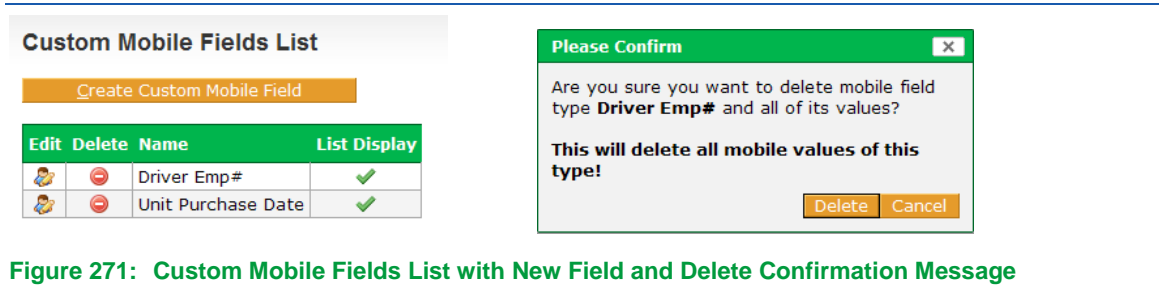 Custom Mobile Fields List
Create Custom Mobile Field
Edit Delete Name List Display
Driver Emp#
Unit Purchase Date
Please Confirm
Are you sure you want to delete mobile field
type Driver Emp# and all of its values?
This will delete all mobile values of this
type!
Delete Cancel
Figure 271: Custom Mobile Fields List with New Field and Delete Confirmation Message